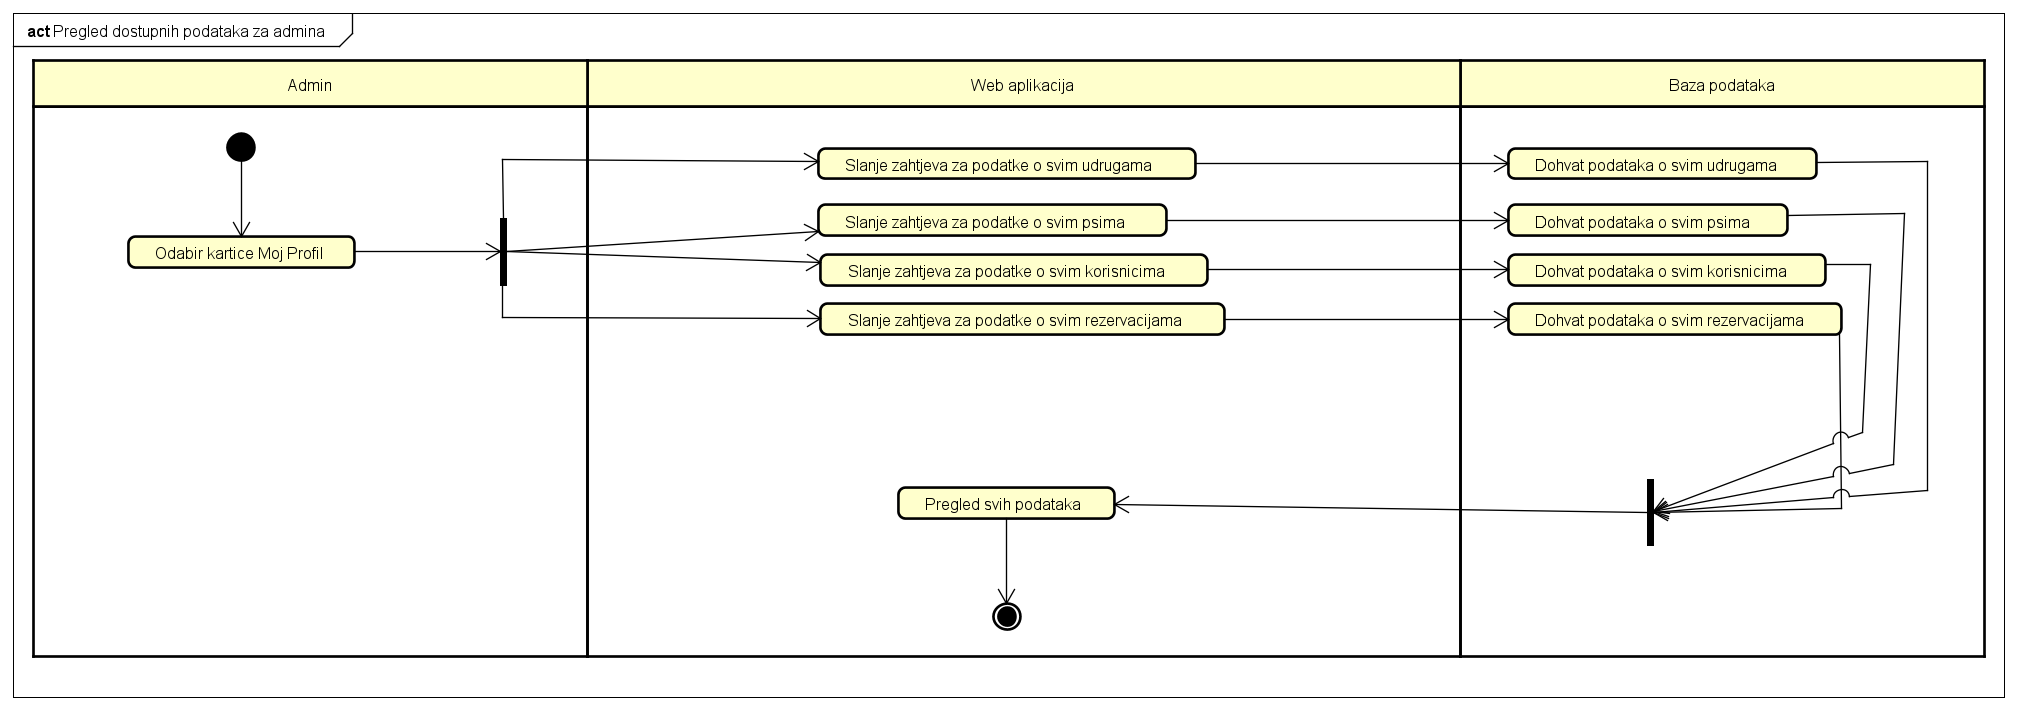 act Pregled dostupnih podataka za admina
Admin
Web aplikacija
Baza podataka
Slanje zahtjeva za podatke o svim udrugama
Dohvat podataka o svim udrugama
Slanje zahtjeva za podatke o svim psima
Dohvat podataka o svim psima
Odabir kartice Moj Profil
Slanje zahtjeva za podatke o svim korisnicima
Dohvat podataka o svim korisnicima
Slanje zahtjeva za podatke o svim rezervacijama
Dohvat podataka o svim rezervacijama
Pregled svih podataka